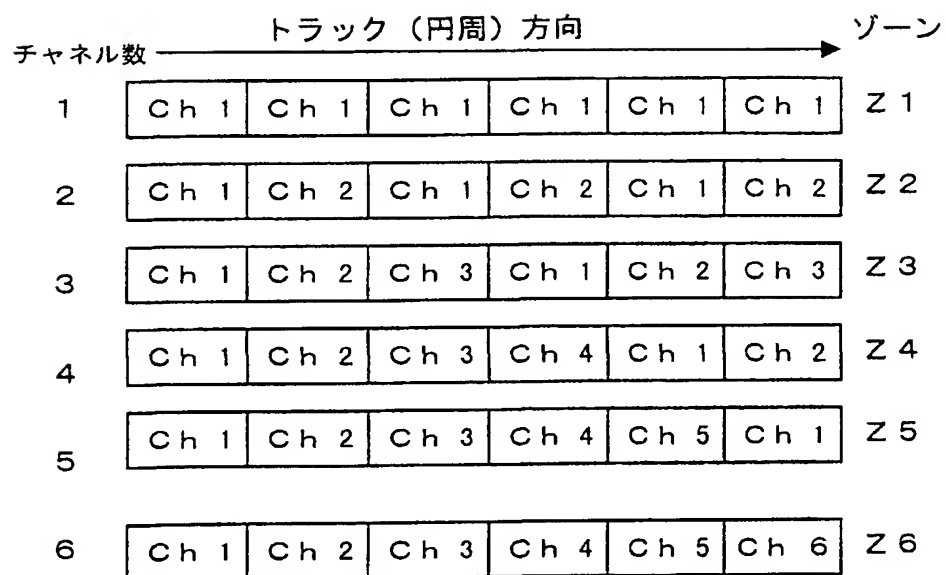 トラック（円周）方向 ゾーン
チャネル数
1 Ch 1 Ch 1 Ch 1 Ch 1 Ch 1 Ch 1 Z 1
2 Ch 1 Ch 2 Ch 1 Ch 2 Ch 1 Ch 2 Z 2
3 Ch 1 Ch 2 Ch 3 Ch 1 Ch 2 Ch 3 Z 3
4 Ch 1 Ch 2 Ch 3 Ch 4 Ch 1 Ch 2 Z 4
5 Ch 1 Ch 2 Ch 3 Ch 4 Ch 5 Ch 1 Z 5
6 Ch 1 Ch 2 Ch 3 Ch 4 Ch 5 Ch 6 Z 6